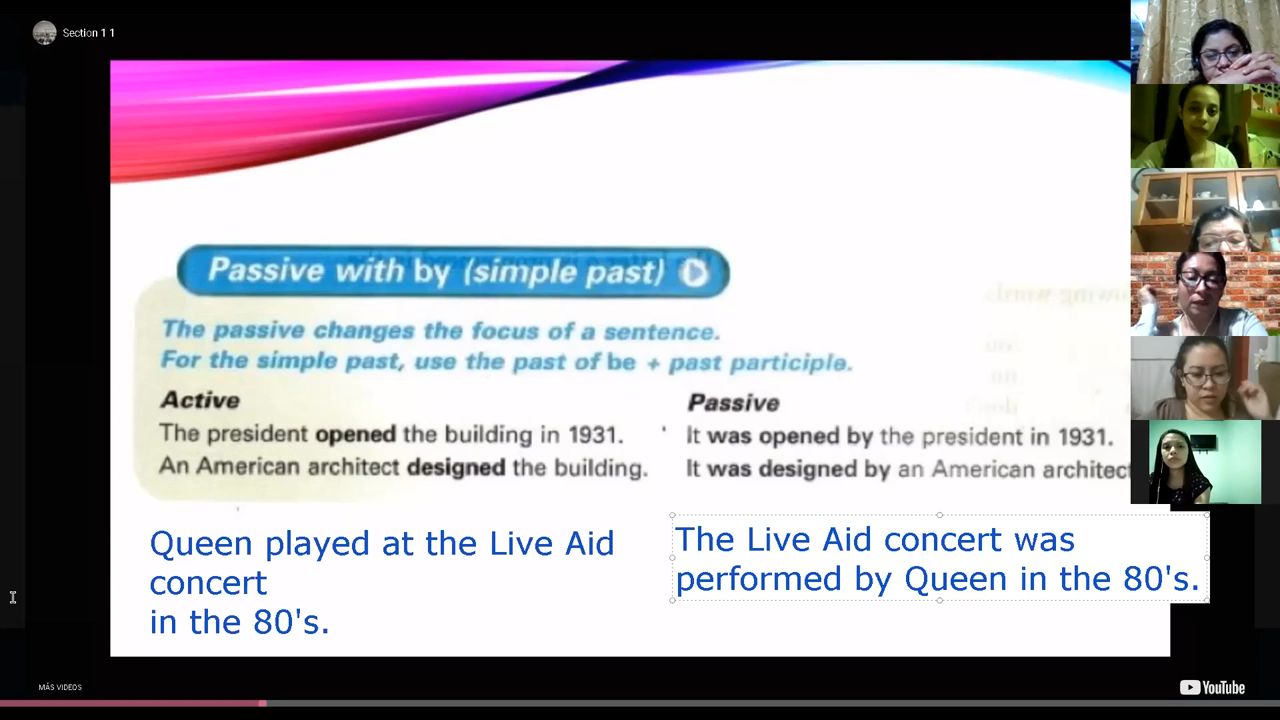 Section 1 1
Passive with by (simple past)
The passive changes the focus of a sentence.
For the simple past, use the past of be + past participle.
Active
Passive
The president opened the building in 1931.
It was opened by the president in 1931.
An American architect designed the building.
It was designed by an American architect
Queen played at the Live Aid
concert
in the 80's.
The Live Aid concert was
performed by Queen in the 80's.
MÁS VIDEOS
YouTube